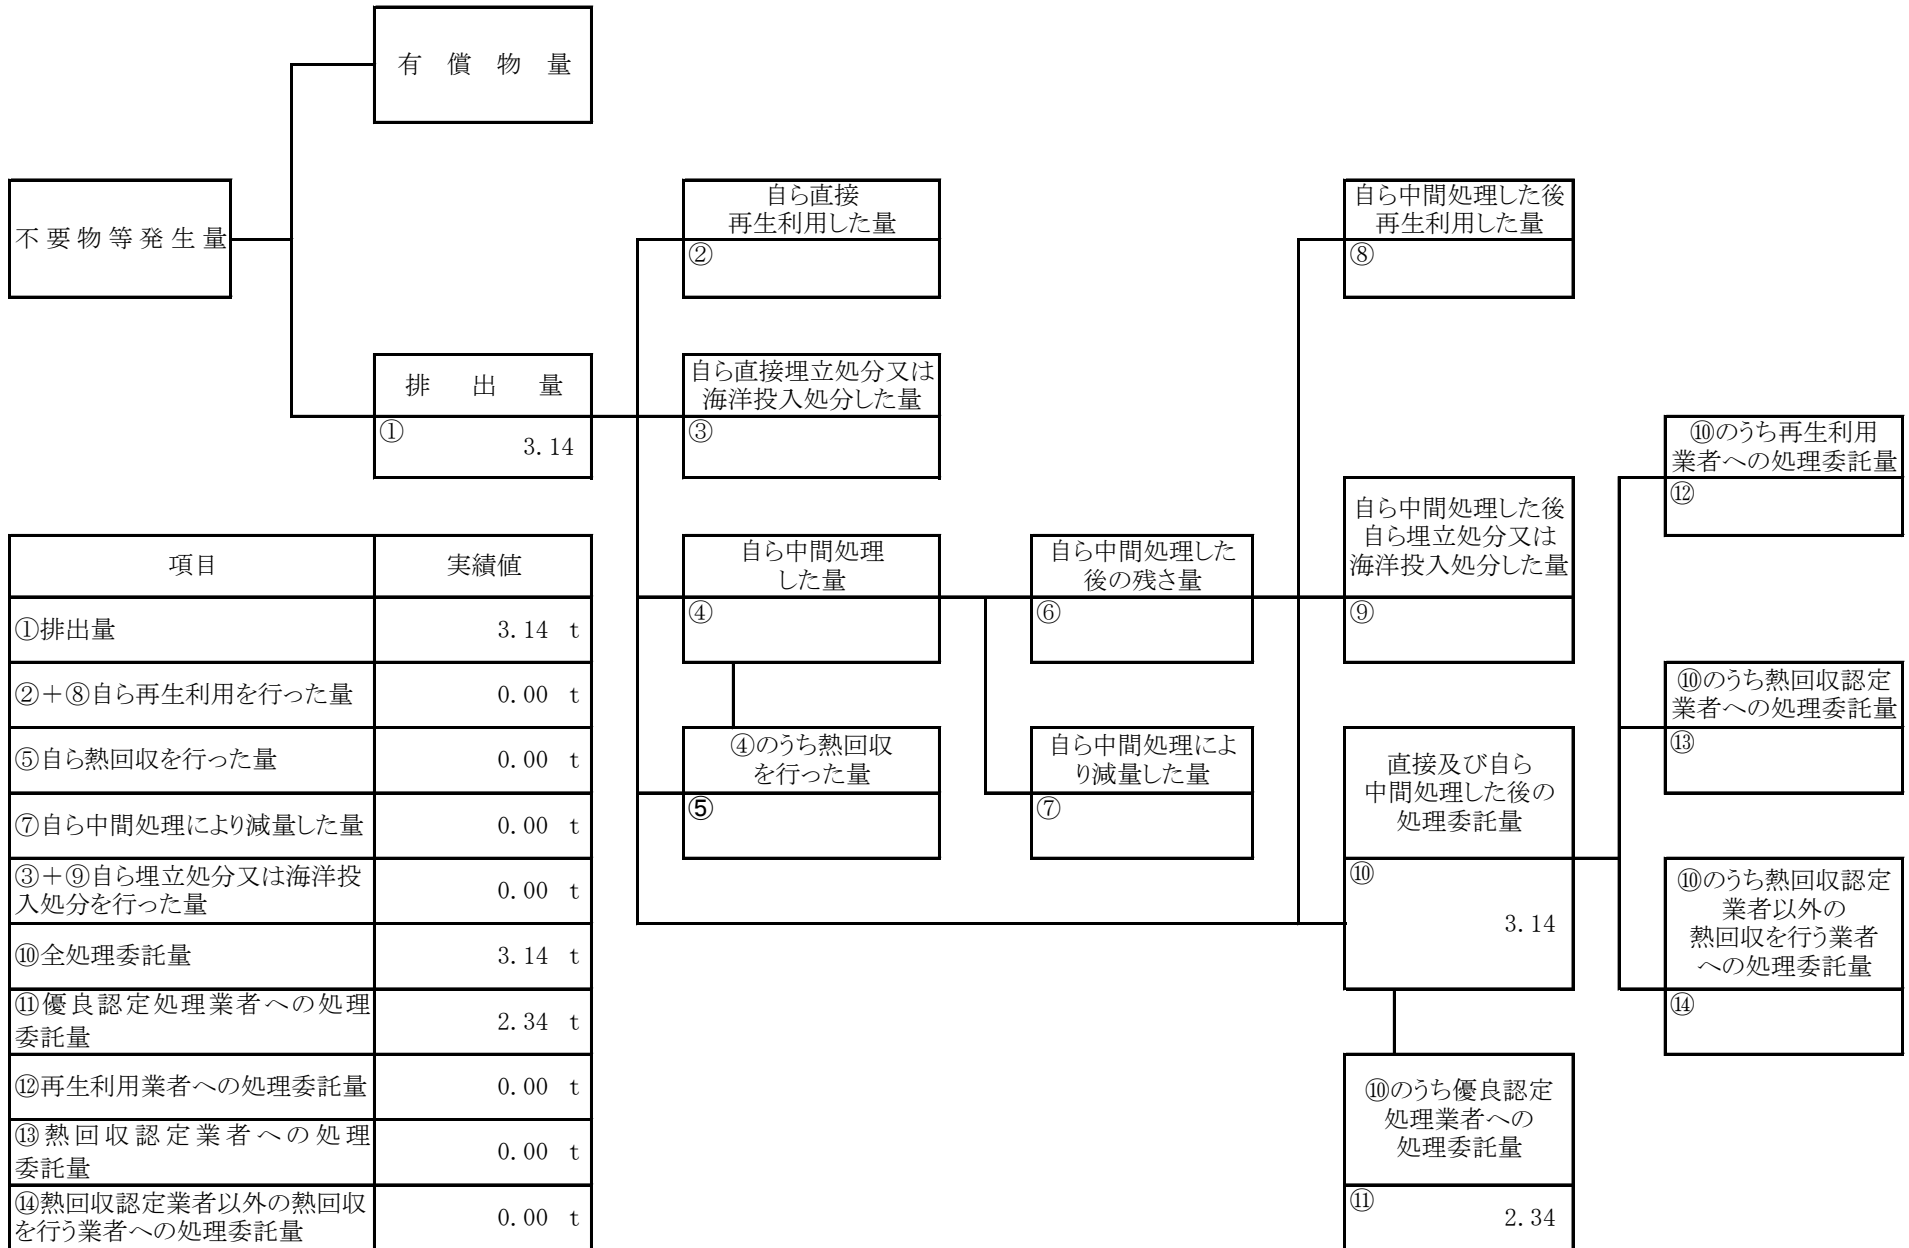 有償物量
不要物等発生量
自ら直接
再生利用した量
②
自ら中間処理した後
再生利用した量
⑧
排出量
①
3.14
自ら直接埋立処分又は
海洋投入処分した量
③
⑩のうち再生利用
業者への処理委託量
⑫
自ら中間処理
した量
④
自ら中間処理した
後の残さ量
⑥
自ら中間処理した後
自ら埋立処分又は
海洋投入処分した量
⑨
⑩のうち熱回収認定
業者への処理委託量
⑬
④のうち熱回収
を行った量
⑤
自ら中間処理によ
り減量した量
⑦
直接及び自ら
中間処理した後の
処理委託量
⑩
3.14
⑩のうち熱回収認定
業者以外の
熱回収を行う業者
への処理委託量
⑭
⑩のうち優良認定
処理業者への
処理委託量
⑪
2.34
項目 実績値
①排出量 3.14 t
②＋⑧自ら再生利用を行った量 0.00 t
⑤自ら熱回収を行った量 0.00 t
⑦自ら中間処理により減量した量 0.00 t
③＋⑨自ら埋立処分又は海洋投
入処分を行った量 0.00 t
⑩全処理委託量 3.14 t
⑪優良認定処理業者への処理
委託量 2.34 t
⑫再生利用業者への処理委託量 0.00 t
⑬熱回収認定業者への処理
委託量 0.00 t
⑭熱回収認定業者以外の熱回収
を行う業者への処理委託量 0.00 t